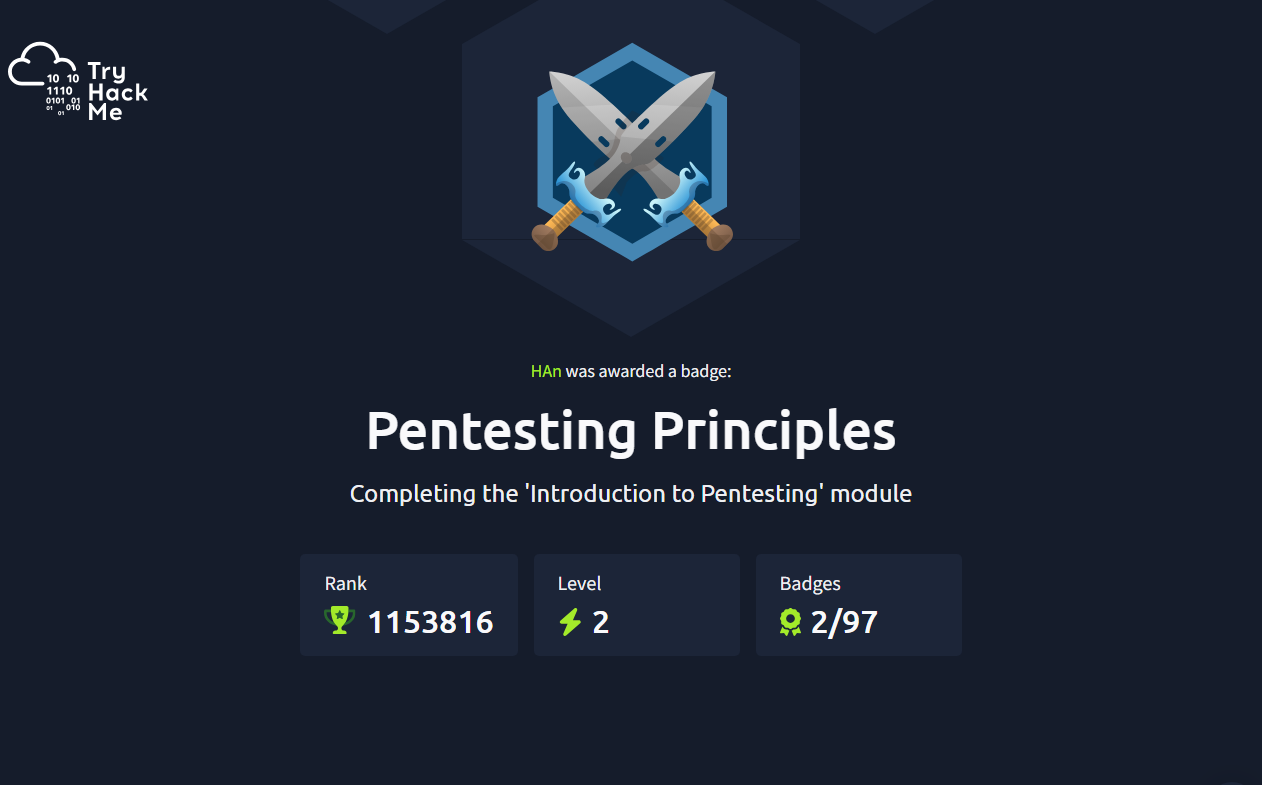 Try
Hack
Me
10 10
1110
0101 01
01 010
01
HAn was awarded a badge:
Pentesting Principles
Completing the 'Introduction to Pentesting' module
Rank
1153816
Level
2
Badges
2/97